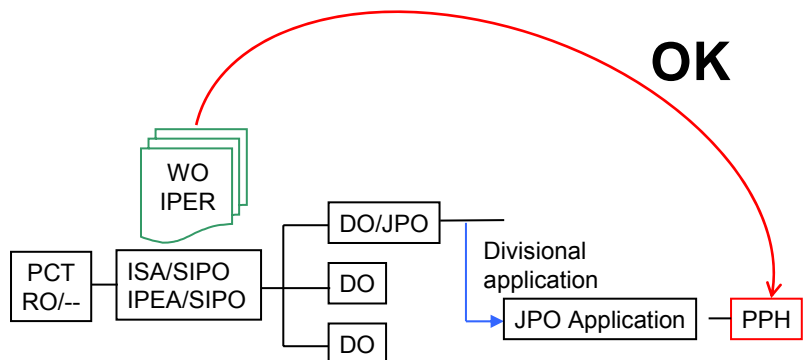 OK
WO
IPER
DO/JPO
PCT
RO/--
ISA/SIPO
IPEA/SIPO
DO
DO
Divisional
application
JPO Application
PPH